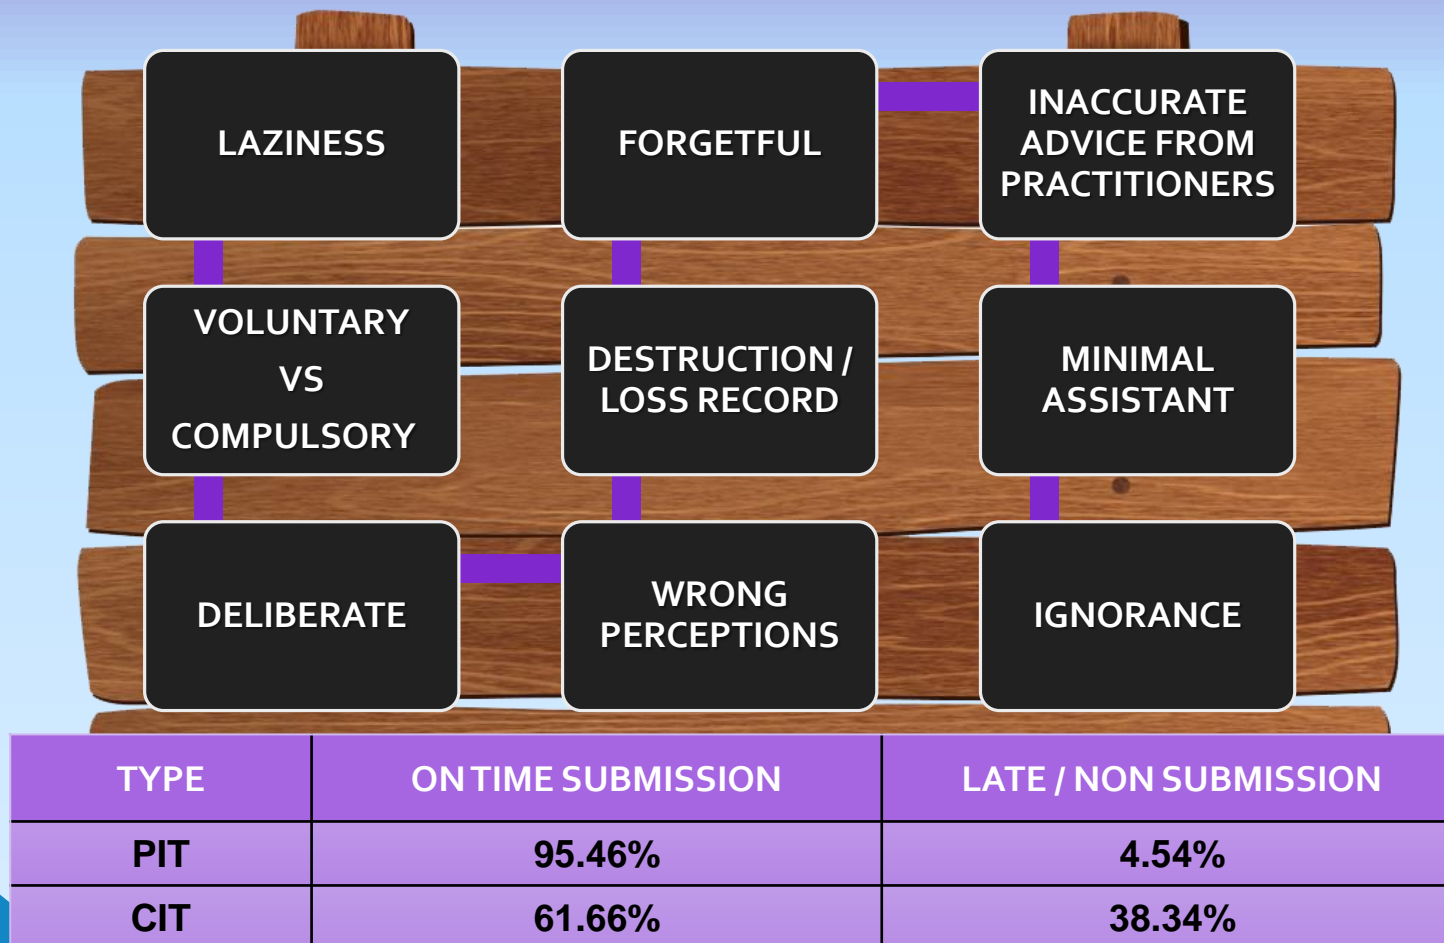 LAZINESS
FORGETFUL
INACCURATE
ADVICE FROM
PRACTITIONERS
VOLUNTARY
VS
COMPULSORY
DESTRUCTION /
LOSS RECORD
MINIMAL
ASSISTANT
DELIBERATE
WRONG
PERCEPTIONS
IGNORANCE
TYPE ON TIME SUBMISSION LATE / NON SUBMISSION
PIT 95.46% 4.54%
CIT 61.66% 38.34%